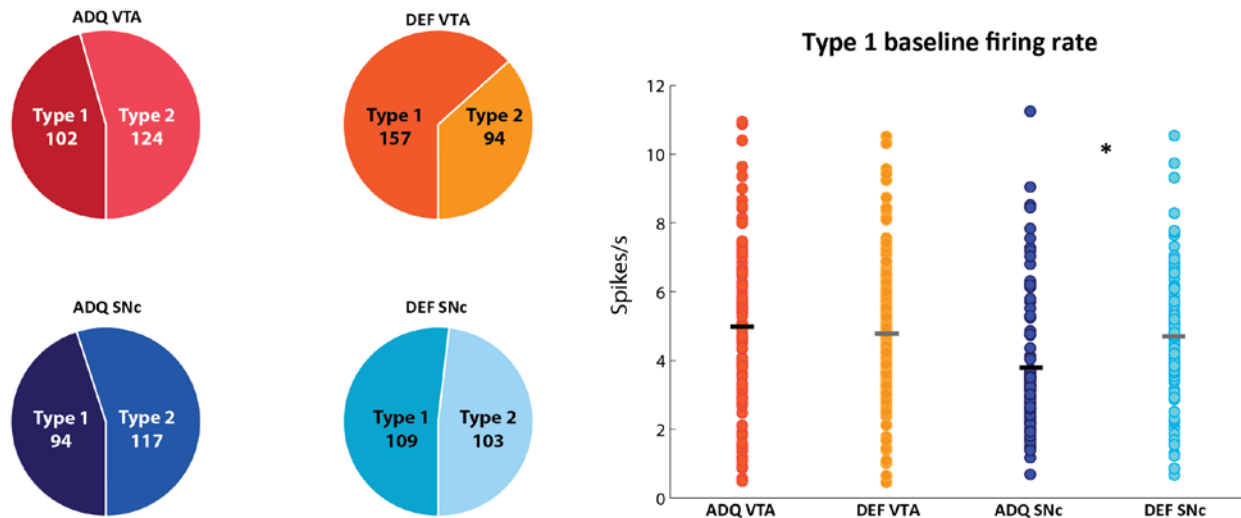 ADQ VTA
Type 1
102
Type 2
124
DEF VTA
Type 1
157
Type 2
94
ADQ SNc
Type 1
94
Type 2
117
DEF SNc
Type 1
109
Type 2
103
Type 1 baseline firing rate
Spikes/s
12
10
8
6
4
2
0
*
ADQ VTA
DEF VTA
ADQ SNc
DEF SNc